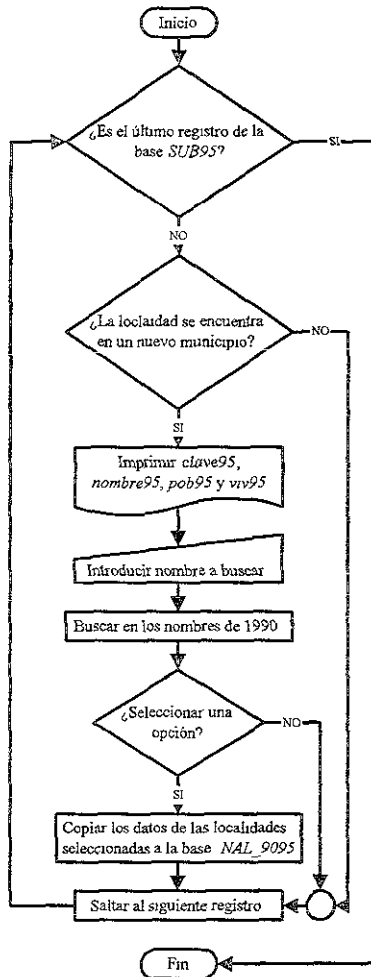 Inicio
¿Es el último registro de la
base SUB95?
SI
NO
¿La loclaidad se encuentra
en un nuevo municipio?
NO
SI
Imprimir clave95,
nombre95, pob95 y viv95
Introducir nombre a buscar
Buscar en los nombres de 1990
¿Seleccionar una
opción?
NO
SI
Copiar los datos de las localidades
seleccionadas a la base NAL_9095
Saltar al siguiente registro
Fin